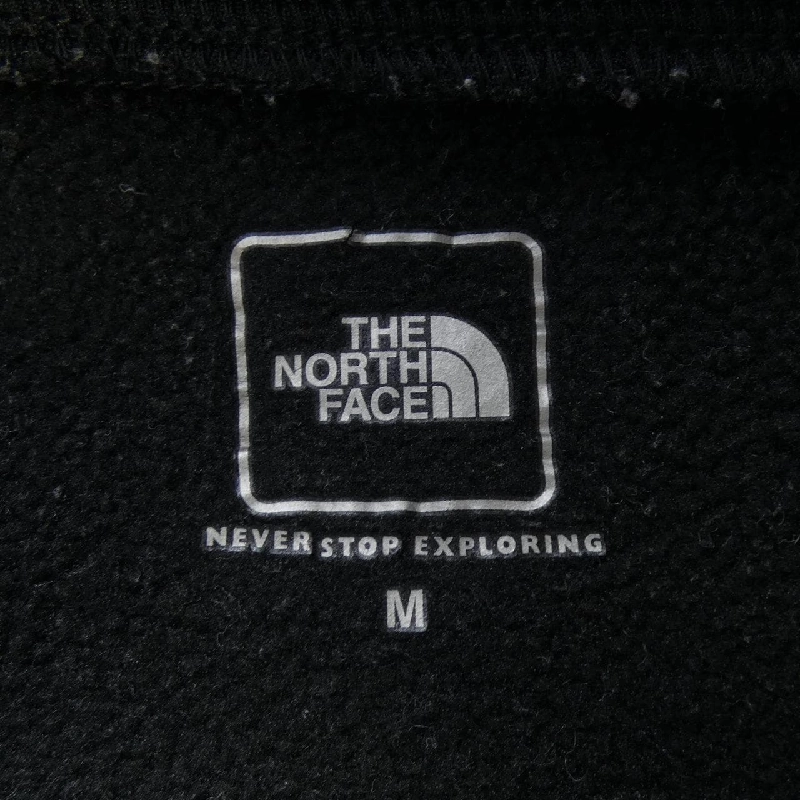 THE
NORTH
FACE
NEVER STOP EXPLORING
M